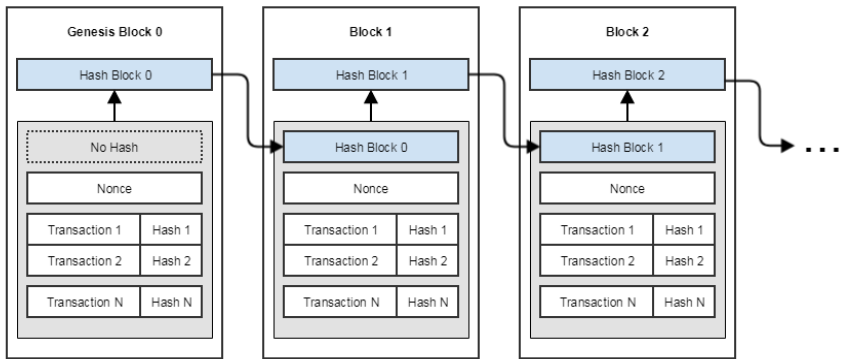 Genesis Block 0
Hash Block 0
No Hash
Nonce
Transaction 1 Hash 1
Transaction 2 Hash 2
Transaction N Hash N
Block 1
Hash Block 1
Hash Block 0
Nonce
Transaction 1 Hash 1
Transaction 2 Hash 2
Transaction N Hash N
Block 2
Hash Block 2
Hash Block 1
Nonce
Transaction 1 Hash 1
Transaction 2 Hash 2
Transaction N Hash N
...